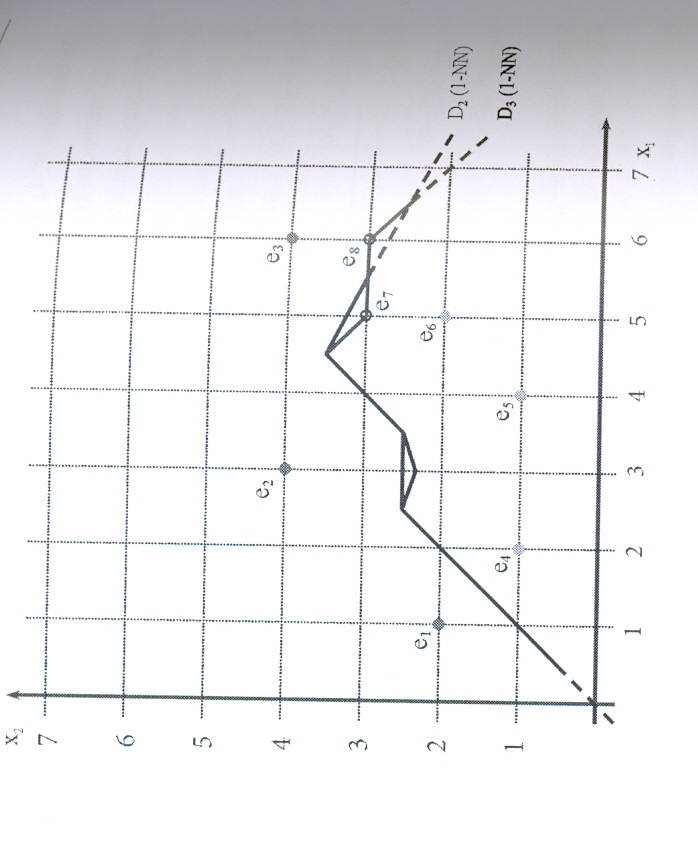 D₂ (1-NN)
D₃ (1-NN)
X₂
7
6
5
4
3
2
1
e₃
e₈
e₇
e₆
e₂
e₅
e₁
e₄
1
2
3
4
5
6
7
X₁